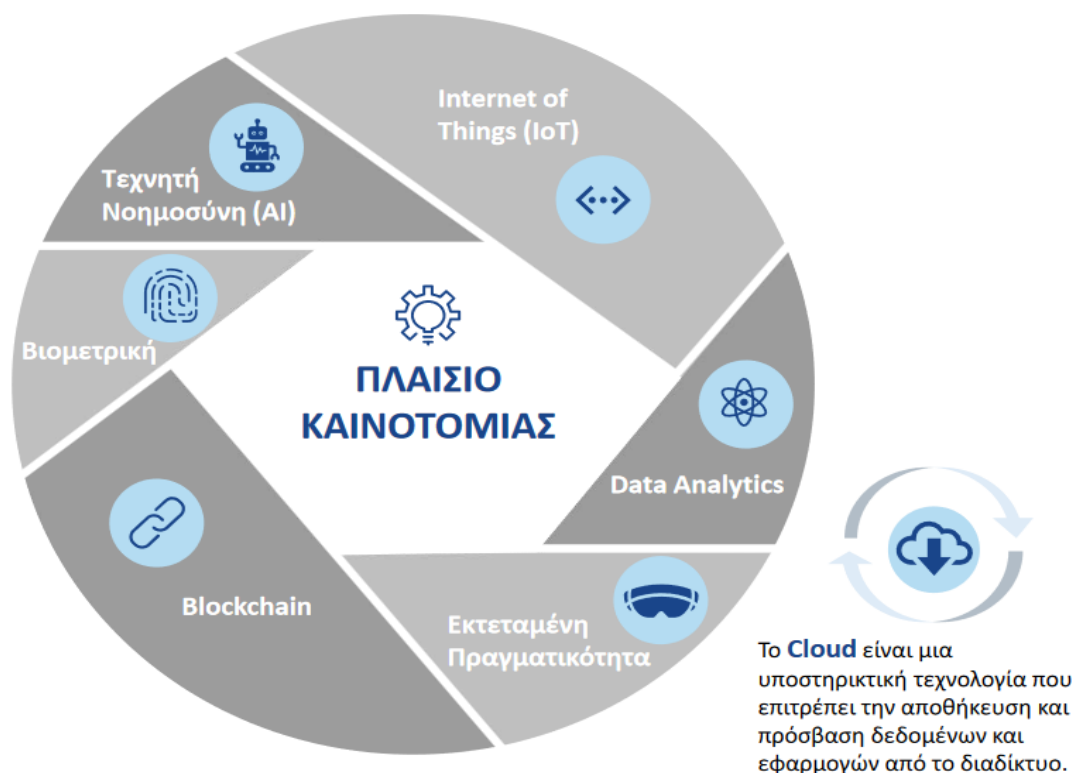 Internet of
Things (IoT)
Τεχνητή
Νοημοσύνη (AI)
Βιομετρική
ΠΛΑΙΣΙΟ
ΚΑΙΝΟΤΟΜΙΑΣ
Data Analytics
Blockchain
Εκτεταμένη
Πραγματικότητα
Το Cloud είναι μια
υποστηρικτική τεχνολογία που
επιτρέπει την αποθήκευση και
πρόσβαση δεδομένων και
εφαρμογών από το διαδίκτυο.